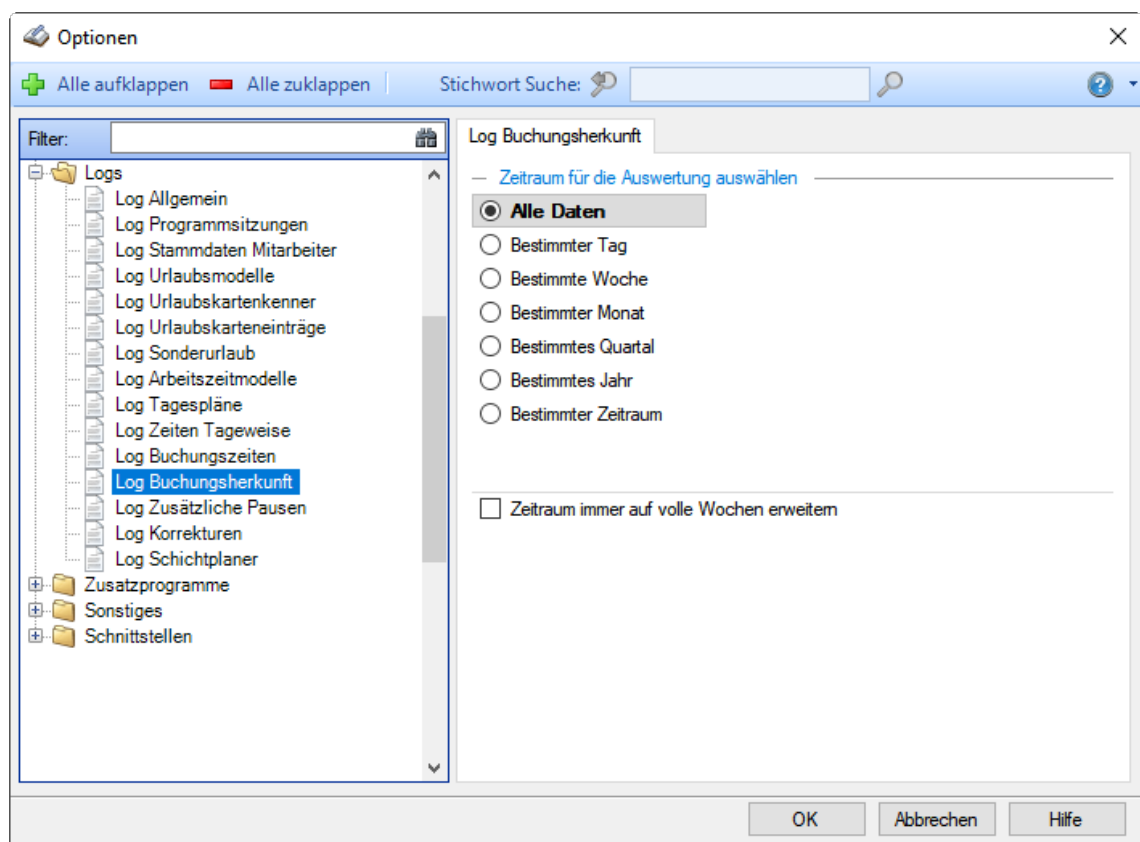 Optionen
Alle aufklappen Alle zuklappen Stichwort Suche:
Filter:
Logs
Log Allgemein
Log Programmsitzungen
Log Stammdaten Mitarbeiter
Log Urlaubsmodelle
Log Urlaubskartenkenner
Log Urlaubskarteneinträge
Log Sonderurlaub
Log Arbeitszeitmodelle
Log Tagespläne
Log Zeiten Tageweise
Log Buchungszeiten
Log Buchungsherkunft
Log Zusätzliche Pausen
Log Korrekturen
Log Schichtplaner
Zusatzprogramme
Sonstiges
Schnittstellen
Log Buchungsherkunft
Zeitraum für die Auswertung auswählen
Alle Daten
Bestimmter Tag
Bestimmte Woche
Bestimmter Monat
Bestimmtes Quartal
Bestimmtes Jahr
Bestimmter Zeitraum
Zeitraum immer auf volle Wochen erweitern
OK Abbrechen Hilfe